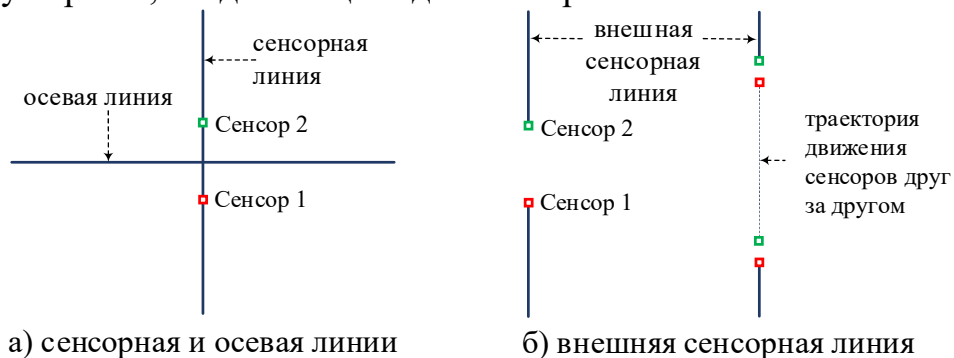 сенсорная
линия
осевая линия
Сенсор 2
Сенсор 1
внешная
сенсорная
линия
Сенсор 2
Сенсор 1
траектория
движения
сенсоров друг
за другом
а) сенсорная и осевая линии
б) внешняя сенсорная линия